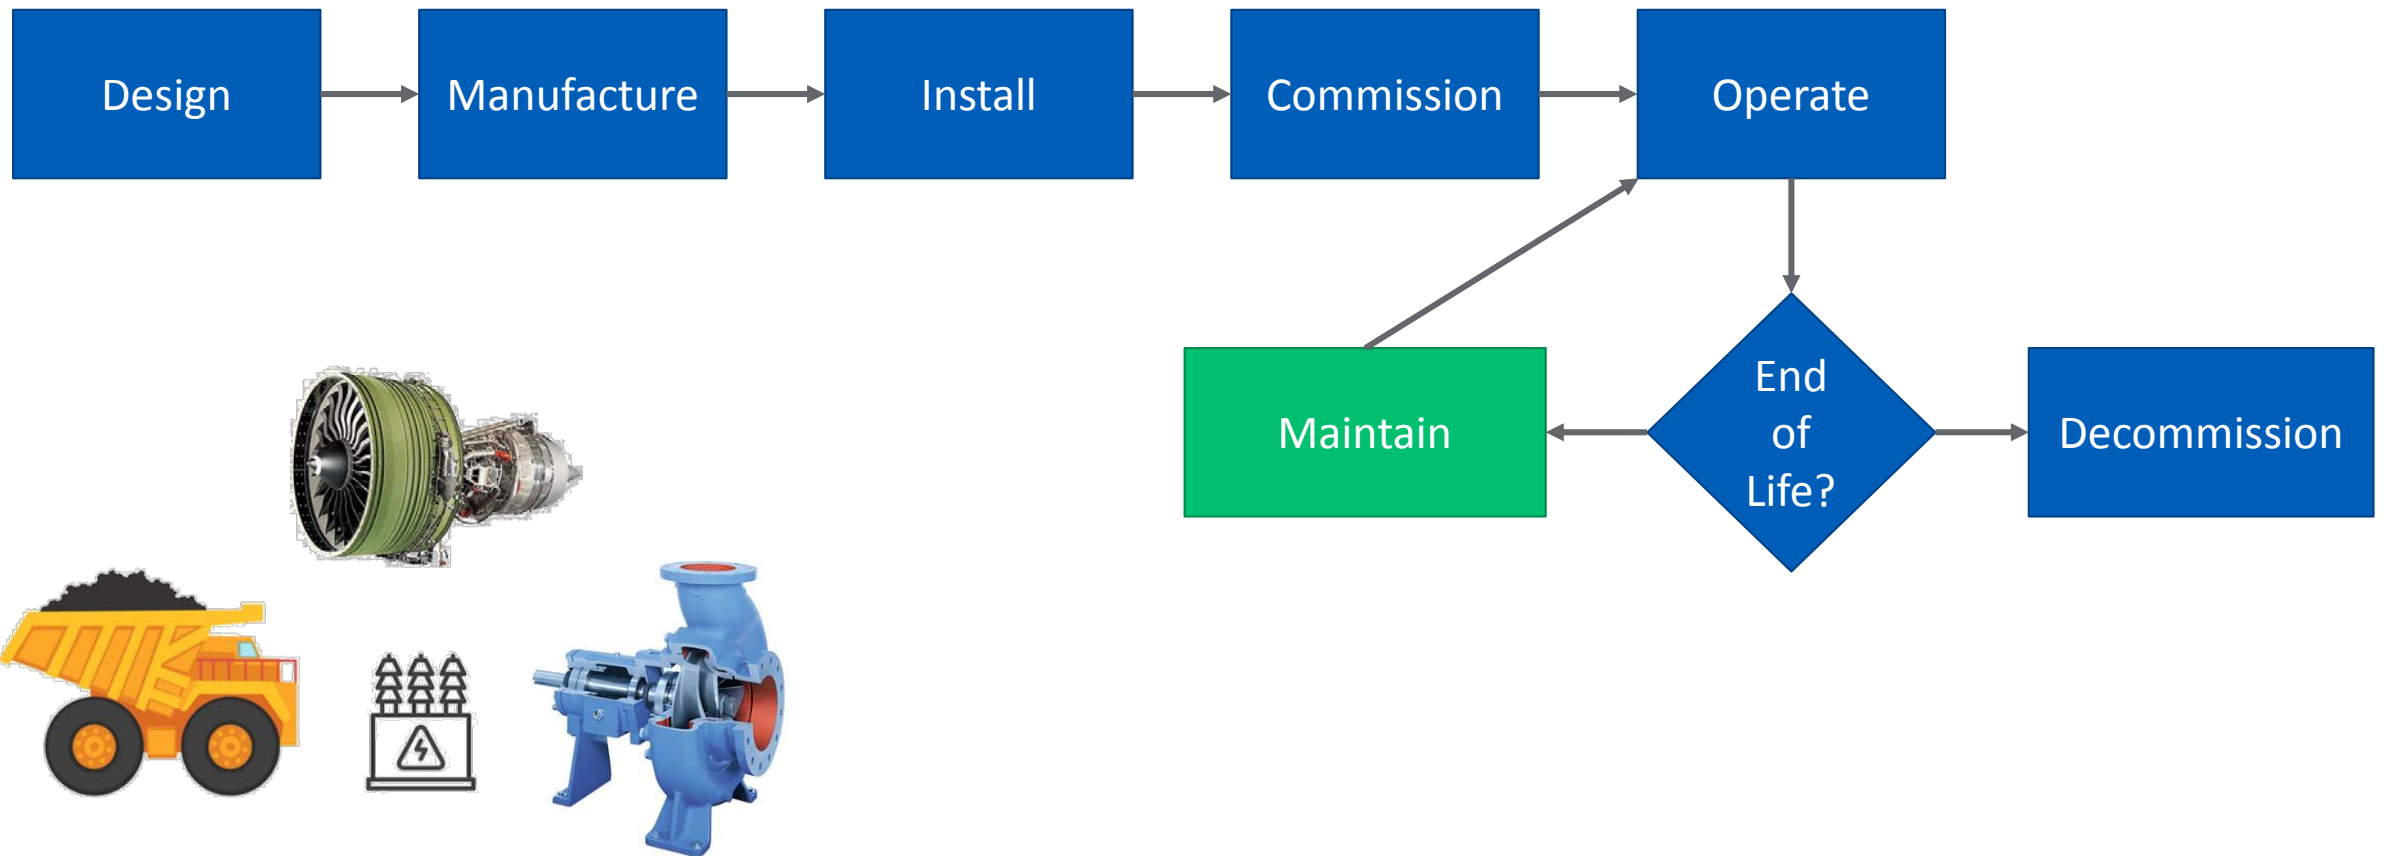 Design
Manufacture
Install
Commission
Operate
Maintain
End
of
Life?
Decommission